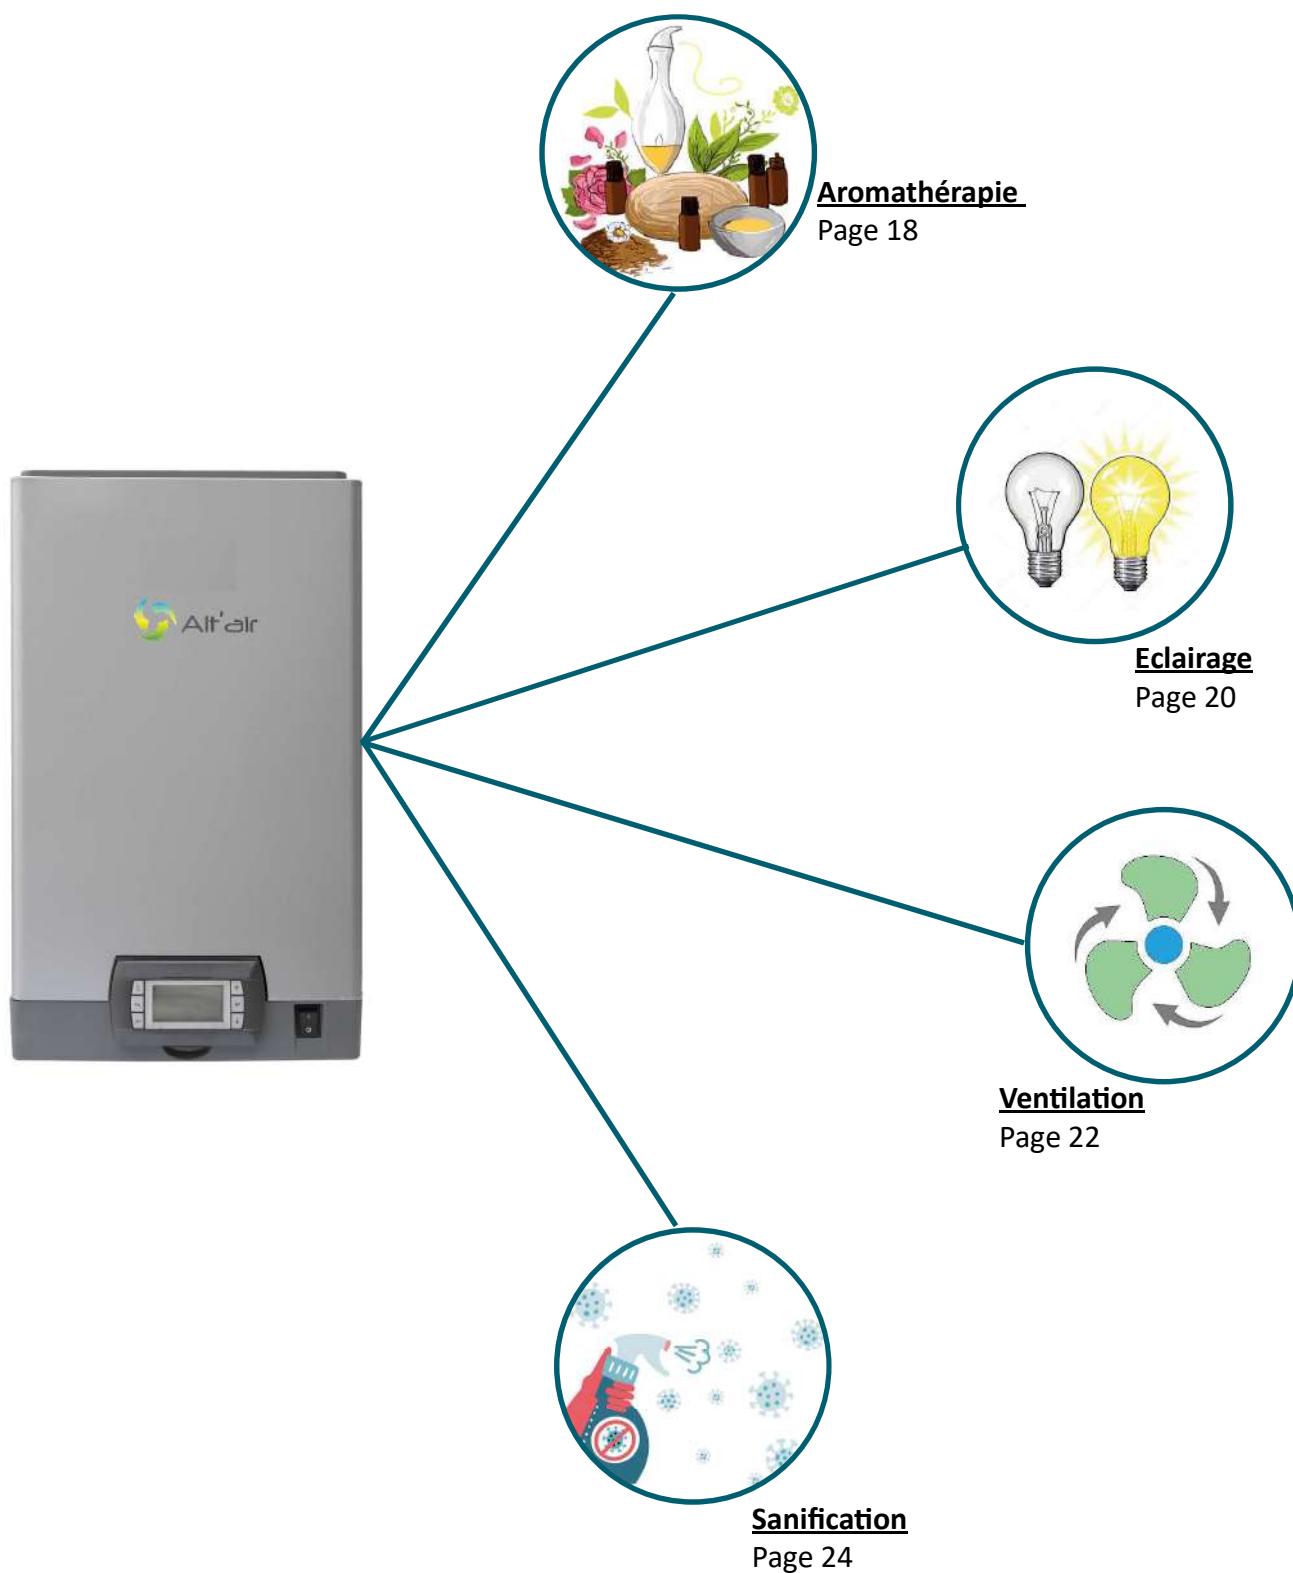 Aromathérapie
Page 18
Eclairage
Page 20
Alt'air
Ventilation
Page 22
Sanification
Page 24